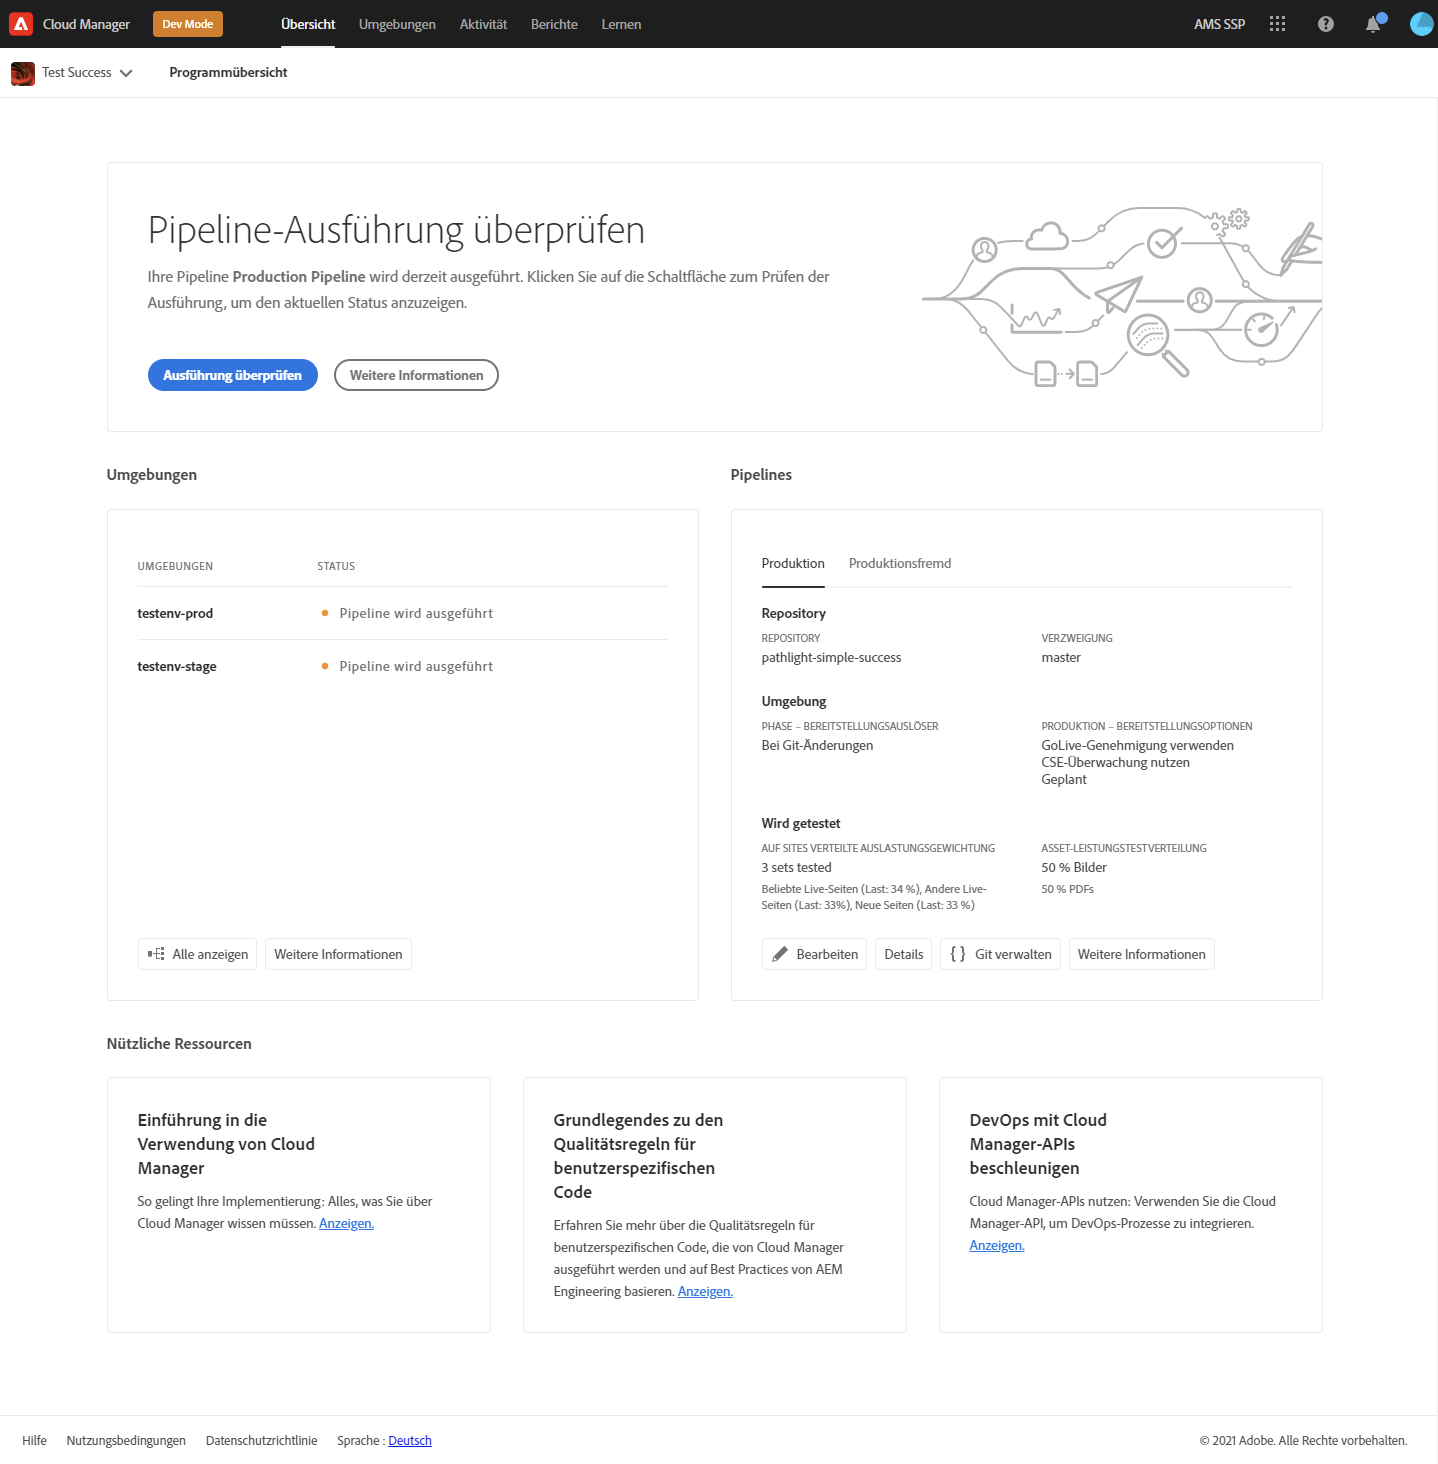 Cloud Manager Dev Mode Übersicht Umgebungen Aktivität Berichte Lernen AMS SSP
Test Success Programmübersicht
Pipeline-Ausführung überprüfen
Ihre Pipeline Production Pipeline wird derzeit ausgeführt. Klicken Sie auf die Schaltfläche zum Prüfen der
Ausführung, um den aktuellen Status anzuzeigen.
Ausführung überprüfen Weitere Informationen
Umgebungen
UMGEBUNGEN STATUS
testenv-prod Pipeline wird ausgeführt
testenv-stage Pipeline wird ausgeführt
Alle anzeigen Weitere Informationen
Pipelines
Produktion Produktionsfremd
Repository
REPOSITORY VERZWEIGUNG
pathlight-simple-success master
Umgebung
PHASE – BEREITSTELLUNGSAUSLÖSER PRODUKTION – BEREITSTELLUNGSOPTIONEN
Bei Git-Änderungen GoLive-Genehmigung verwenden
CSE-Überwachung nutzen
Geplant
Wird getestet
AUF SITES VERTEILTE AUSLASTUNGSGEWICHTUNG ASSET-LEISTUNGSTESTVERTEILUNG
3 sets tested 50 % Bilder
Beliebte Live-Seiten (Last: 34 %), Andere Live- 50 % PDFs
Seiten (Last: 33%), Neue Seiten (Last: 33 %)
Bearbeiten Details Git verwalten Weitere Informationen
Nützliche Ressourcen
Einführung in die
Verwendung von Cloud
Manager
So gelingt Ihre Implementierung: Alles, was Sie über
Cloud Manager wissen müssen. Anzeigen.
Grundlegendes zu den
Qualitätsregeln für
benutzerspezifischen
Code
Erfahren Sie mehr über die Qualitätsregeln für
benutzerspezifischen Code, die von Cloud Manager
ausgeführt werden und auf Best Practices von AEM
Engineering basieren. Anzeigen.
DevOps mit Cloud
Manager-APIs
beschleunigen
Cloud Manager-APIs nutzen: Verwenden Sie die Cloud
Manager-API, um DevOps-Prozesse zu integrieren.
Anzeigen.
Hilfe Nutzungsbedingungen Datenschutzrichtlinie Sprache : Deutsch © 2021 Adobe. Alle Rechte vorbehalten.